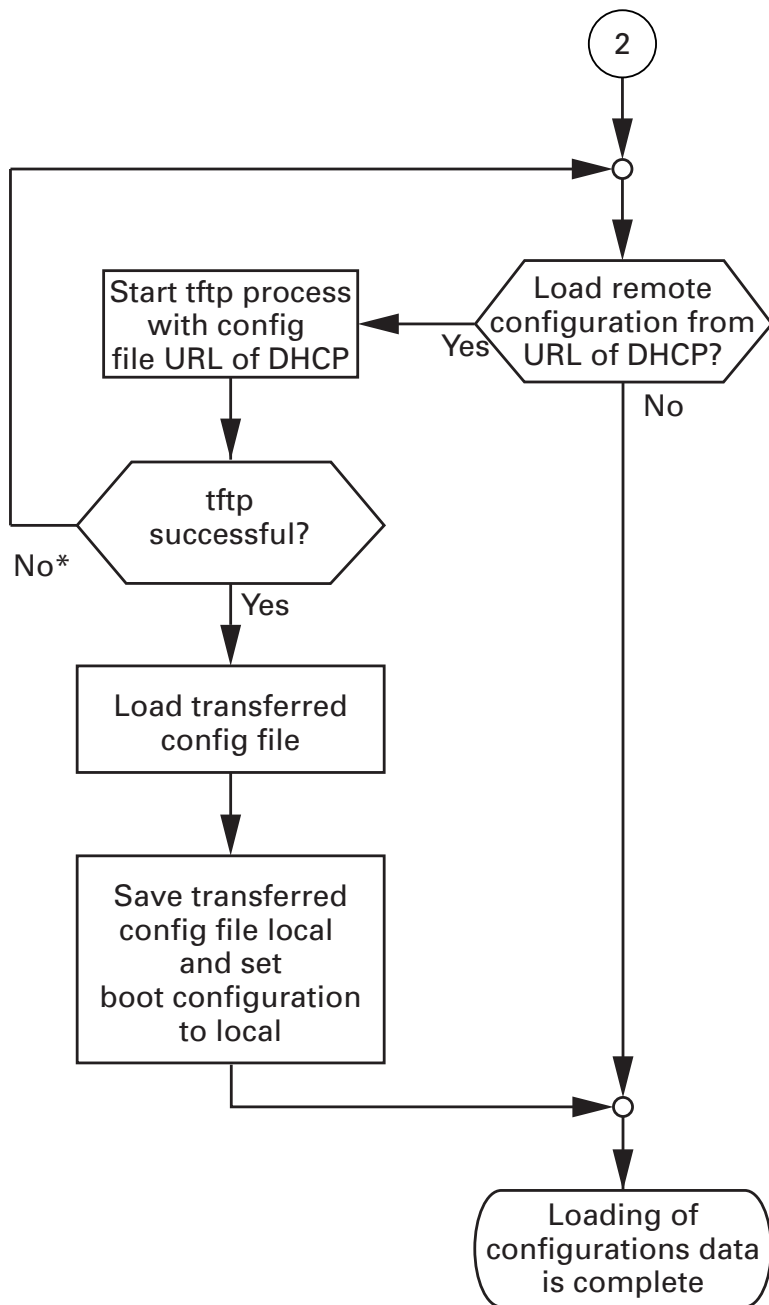 2
Load remote
configuration from
URL of DHCP?
Yes
No
Start tftp process
with config
file URL of DHCP
tftp
successful?
No*
Yes
Load transferred
config file
Save transferred
config file local
and set
boot configuration
to local
Loading of
configurations data
is complete